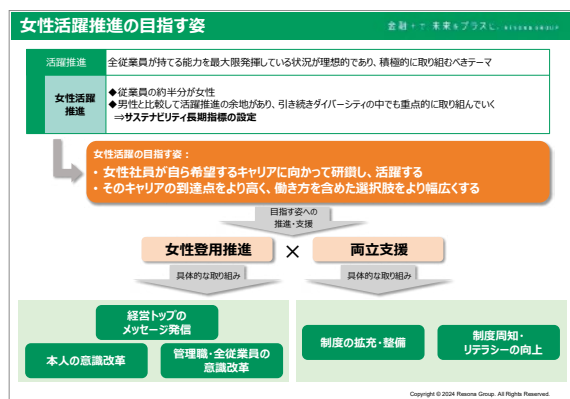 女性活躍推進の目指す姿
金融+で、未来をプラスに。 RESONA GROUP
活躍推進
全従業員が持てる能力を最大限発揮している状況が理想的であり、積極的に取り組むべきテーマ
女性活躍
推進
◆従業員の約半分が女性
◆男性と比較して活躍推進の余地があり、引き続きダイバーシティの中でも重点的に取り組んでいく
⇒サステナビリティ長期指標の設定
女性活躍の目指す姿：
・女性社員が自ら希望するキャリアに向かって研鑽し、活躍する
・そのキャリアの到達点をより高く、働き方を含めた選択肢をより幅広くする
目指す姿への
推進・支援
女性登用推進
×
両立支援
具体的な取り組み
具体的な取り組み
経営トップの
メッセージ発信
本人の意識改革
管理職・全従業員の
意識改革
制度の拡充・整備
制度周知・
リテラシーの向上
Copyright © 2024 Resona Group. All Rights Reserved.